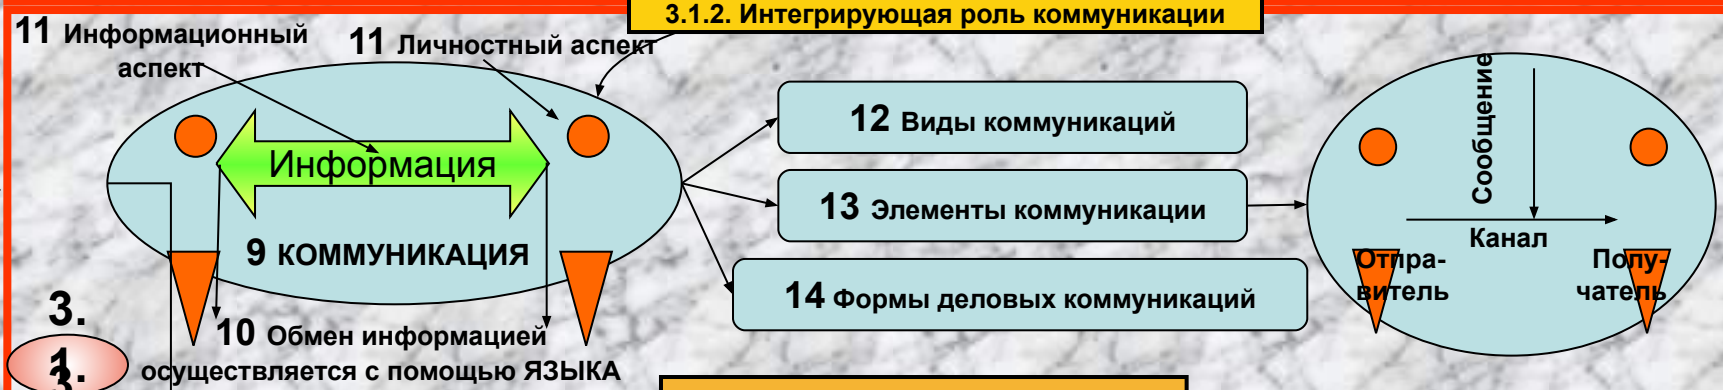 3.1.2. Интегрирующая роль коммуникации
11 Информационный
аспект
11 Личностный аспект
Информация
9 КОММУНИКАЦИЯ
10 Обмен информацией
осуществляется с помощью ЯЗЫКА
12 Виды коммуникаций
13 Элементы коммуникации
14 Формы деловых коммуникаций
Сообщение
Канал
Отпра-
витель
Полу-
чатель
3.
1.
3